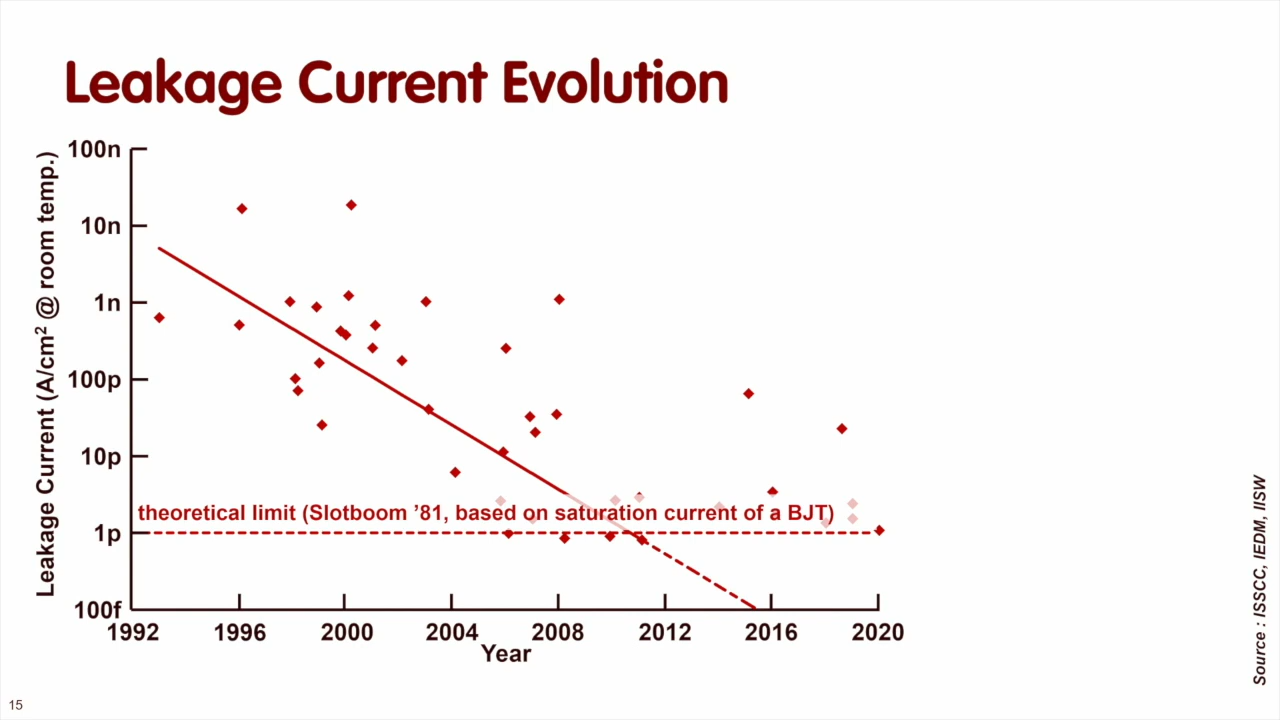 Leakage Current Evolution
Leakage Current (A/cm² @ room temp.)
100n
10n
1n
100p
10p
theoretical limit (Slotboom ’81, based on saturation current of a BJT)
1p
100f
1992 1996 2000 2004 2008 2012 2016 2020
Year
Source : ISSCC, IEDM, IISW
15